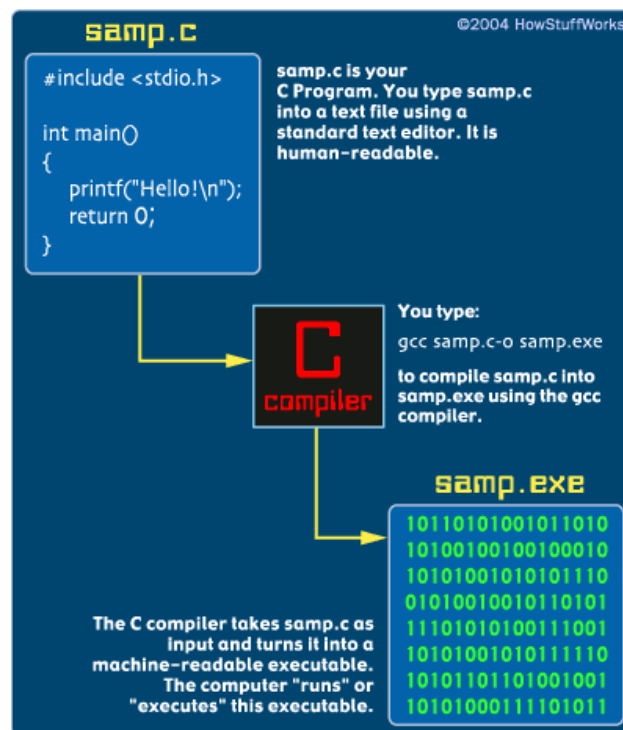 ©2004 HowStuffWorks
samp.c
#include <stdio.h>
int main()
{
printf("Hello!\n");
return 0;
}
samp.c is your
C Program. You type samp.c
into a text file using a
standard text editor. It is
human-readable.
C
compiler
You type:
gcc samp.c-o samp.exe
to compile samp.c into
samp.exe using the gcc
compiler.
samp.exe
10110101001011010
10100100100100010
10101001010101110
01010010010110101
11101010100111001
10101001010111110
10101101101001001
10101000111101011
The C compiler takes samp.c as
input and turns it into a
machine-readable executable.
The computer "runs" or
"executes" this executable.